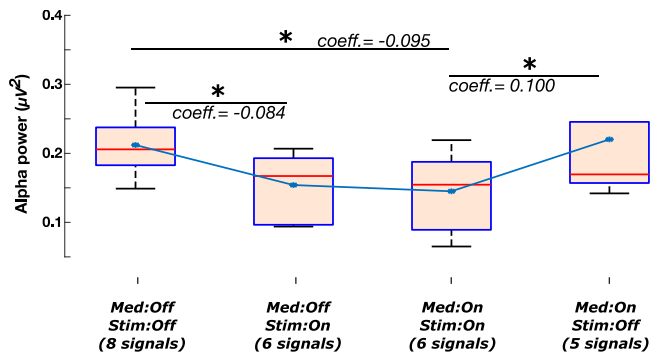 0.4
0.3
0.2
0.1
Alpha power (μV²)
* coeff.= -0.095
*
coeff.= -0.084
*
coeff.= 0.100
Med:Off
Stim:Off
(8 signals)
Med:Off
Stim:On
(6 signals)
Med:On
Stim:On
(6 signals)
Med:On
Stim:Off
(5 signals)